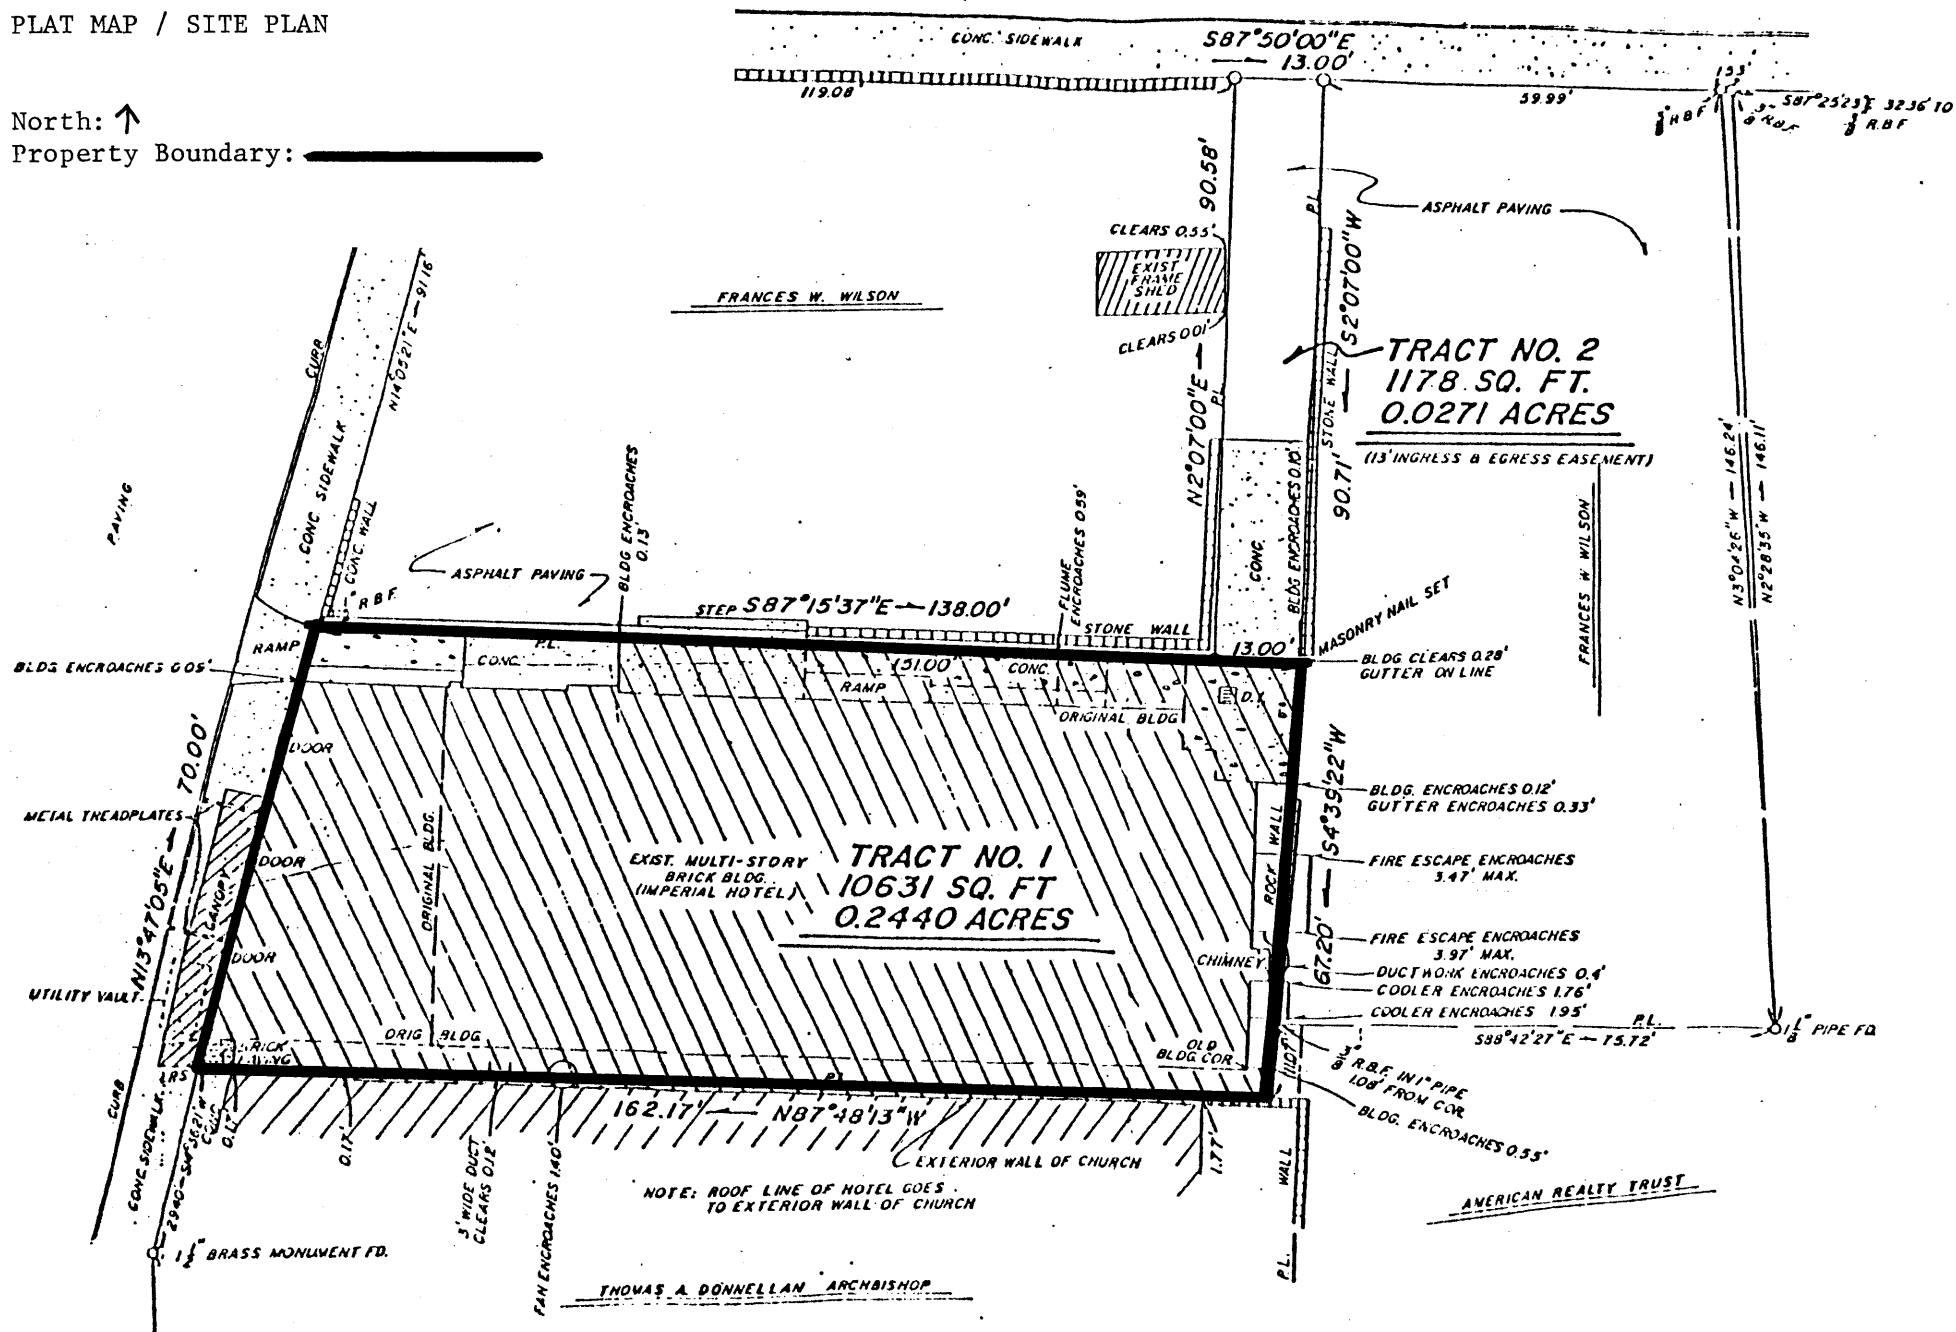 PLAT MAP / SITE PLAN
North:
Property Boundary:
CONC. SIDEWALK
S87°50'00"E
13.00'
119.08'
59.99'
1.53'
S87°25'23"E 32.36' TO
R.B.F.
R.B.F.
R.B.F.
90.58'
P.L.
ASPHALT PAVING
CLEARS 0.55'
EXIST
FRAME
SHED
CLEARS 0.01'
FRANCES W. WILSON
S2°07'00"W
STONE WALL
90.71'
N2°07'00"E
P.L.
TRACT NO. 2
1178 SQ. FT.
0.0271 ACRES
(13' INGRESS & EGRESS EASEMENT)
CURB
N14°05'21"E — 91.16'
CONC SIDEWALK
CONC. WALL
PAVING
R.B.F.
ASPHALT PAVING
BLDG ENCROACHES
0.13'
FLUME
ENCROACHES 0.59'
CONC.
BLDG ENCROACHES 0.10'
FRANCES W WILSON
N3°04'26"W — 146.24'
N2°28'35"W — 146.11'
STEP
S87°15'37"E — 138.00'
STONE WALL
13.00'
MASONRY NAIL SET
BLDG CLEARS 0.28'
GUTTER ON LINE
RAMP
BLDG ENCROACHES 0.05'
P.L.
CONC.
151.00'
CONC.
RAMP
ORIGINAL BLDG
D.I.
70.00'
DOOR
METAL TREADPLATES
DOOR
CANOPY
DOOR
N13°47'05"E
ORIGINAL BLDG.
EXIST. MULTI-STORY
BRICK BLDG.
(IMPERIAL HOTEL)
TRACT NO. 1
10631 SQ. FT
0.2440 ACRES
ROCK WALL
S4°39'22"W
67.20'
BLDG. ENCROACHES 0.12'
GUTTER ENCROACHES 0.33'
FIRE ESCAPE ENCROACHES
3.47' MAX.
FIRE ESCAPE ENCROACHES
3.97' MAX.
CHIMNEY
DUCTWORK ENCROACHES 0.4'
COOLER ENCROACHES 1.76'
COOLER ENCROACHES 1.95'
P.L.
S88°42'27"E — 75.72'
PIPE FD.
UTILITY VAULT
ORIG BLDG
BRICK
PAVING
OLD
BLDG COR.
R.B.F. IN 1" PIPE
1.08' FROM COR
BLDG. ENCROACHES 0.55'
P.L.
162.17' — N87°48'13"W
CURB
CONC SIDEWALK
0.17'
3' WIDE DUCT
CLEARS 0.12'
FAN ENCROACHES 1.40'
EXTERIOR WALL OF CHURCH
1.77'
WALL
P.L.
NOTE: ROOF LINE OF HOTEL GOES
TO EXTERIOR WALL OF CHURCH
AMERICAN REALTY TRUST
BRASS MONUMENT FD.
THOMAS A DONNELLAN ARCHBISHOP